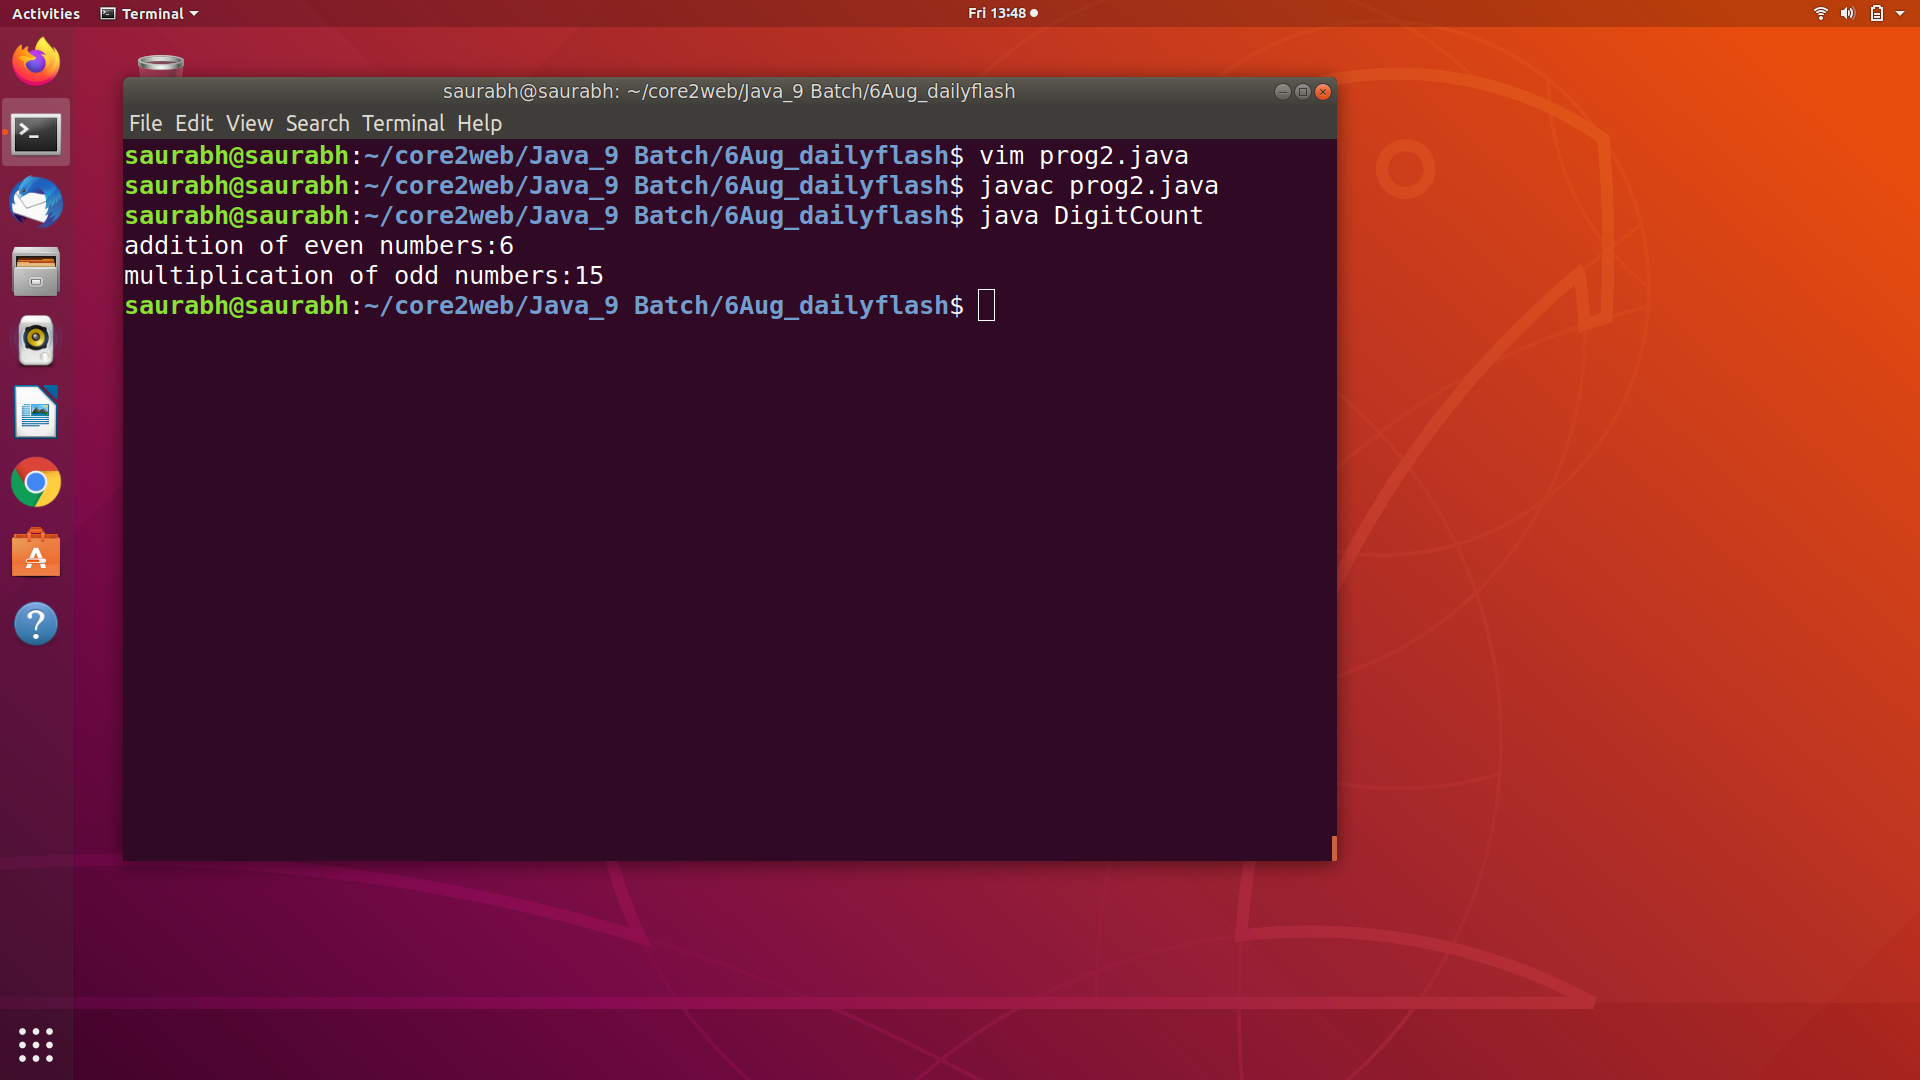 Activities Terminal Fri 13:48
saurabh@saurabh: ~/core2web/Java_9 Batch/6Aug_dailyflash
File Edit View Search Terminal Help
saurabh@saurabh:~/core2web/Java_9 Batch/6Aug_dailyflash$ vim prog2.java
saurabh@saurabh:~/core2web/Java_9 Batch/6Aug_dailyflash$ javac prog2.java
saurabh@saurabh:~/core2web/Java_9 Batch/6Aug_dailyflash$ java DigitCount
addition of even numbers:6
multiplication of odd numbers:15
saurabh@saurabh:~/core2web/Java_9 Batch/6Aug_dailyflash$